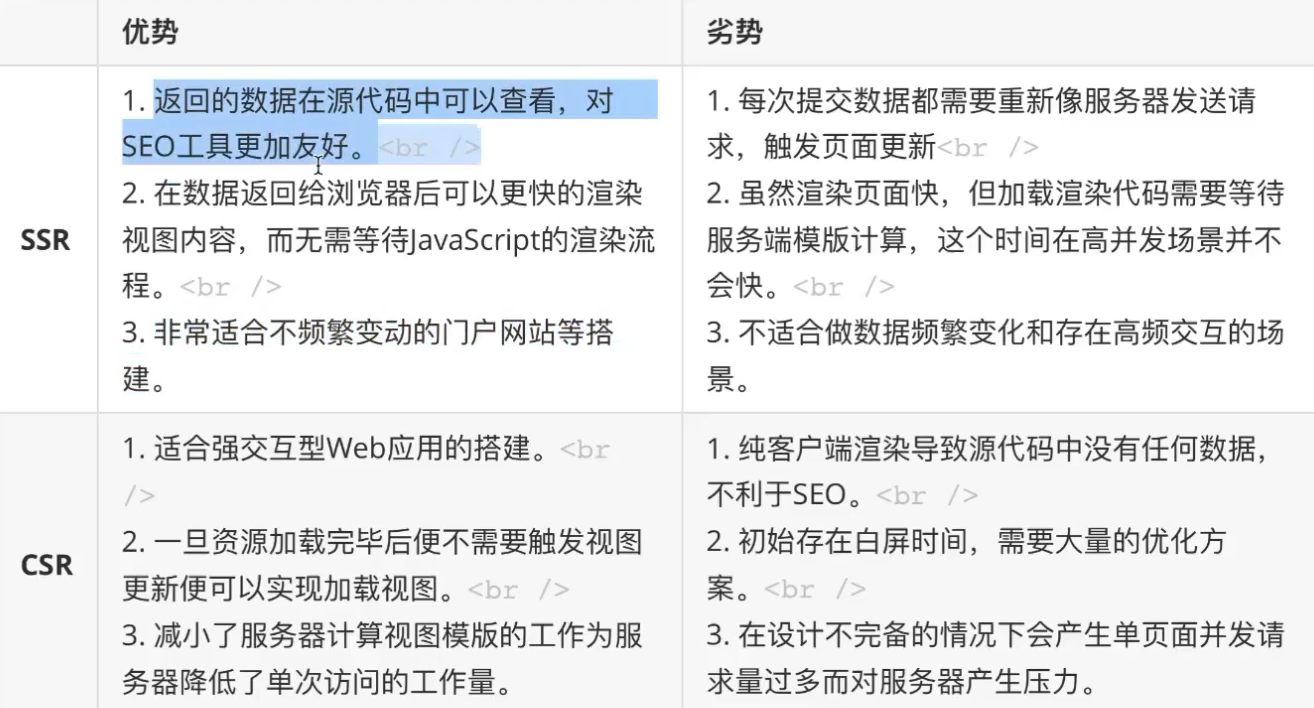 优势
劣势
SSR
1. 返回的数据在源代码中可以查看，对
SEO工具更加友好。<br />
2. 在数据返回给浏览器后可以更快的渲染
视图内容，而无需等待JavaScript的渲染流
程。<br />
3. 非常适合不频繁变动的门户网站等搭
建。
1. 每次提交数据都需要重新像服务器发送请
求，触发页面更新<br />
2. 虽然渲染页面快，但加载渲染代码需要等待
服务端模版计算，这个时间在高并发场景并不
会快。<br />
3. 不适合做数据频繁变化和存在高频交互的场
景。
CSR
1. 适合强交互型Web应用的搭建。<br
/>
2. 一旦资源加载完毕后便不需要触发视图
更新便可以实现加载视图。<br />
3. 减小了服务器计算视图模版的工作为服
务器降低了单次访问的工作量。
1. 纯客户端渲染导致源代码中没有任何数据，
不利于SEO。<br />
2. 初始存在白屏时间，需要大量的优化方
案。<br />
3. 在设计不完备的情况下会产生单页面并发请
求量过多而对服务器产生压力。